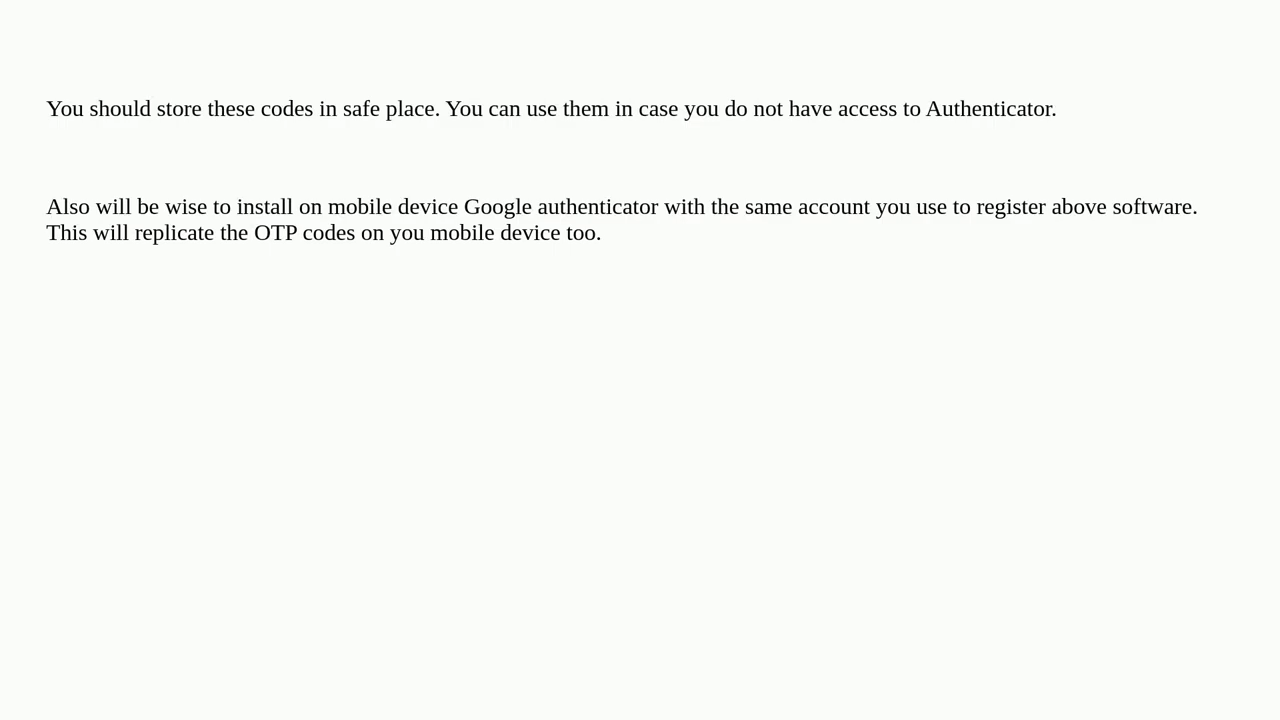 You should store these codes in safe place. You can use them in case you do not have access to Authenticator.
Also will be wise to install on mobile device Google authenticator with the same account you use to register above software.
This will replicate the OTP codes on you mobile device too.